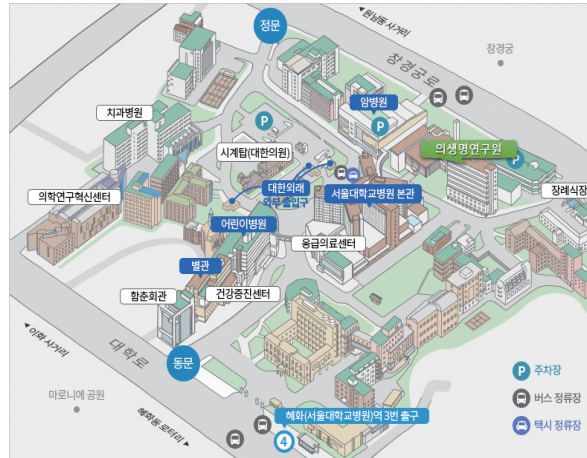 정문
원남동 사거리
창경궁
창경궁로
치과병원
암병원
P
P
시계탑(대한의원)
의생명연구원
P
의학연구혁신센터
대한외래
외부출입구
서울대학교병원 본관
장례식장
어린이병원
응급의료센터
별관
함춘회관
건강증진센터
이화 사거리
대학로
동문
마로니에 공원
혜화동 로터리
혜화(서울대학교병원)역 3번 출구
4
P 주차장
버스 정류장
택시 정류장